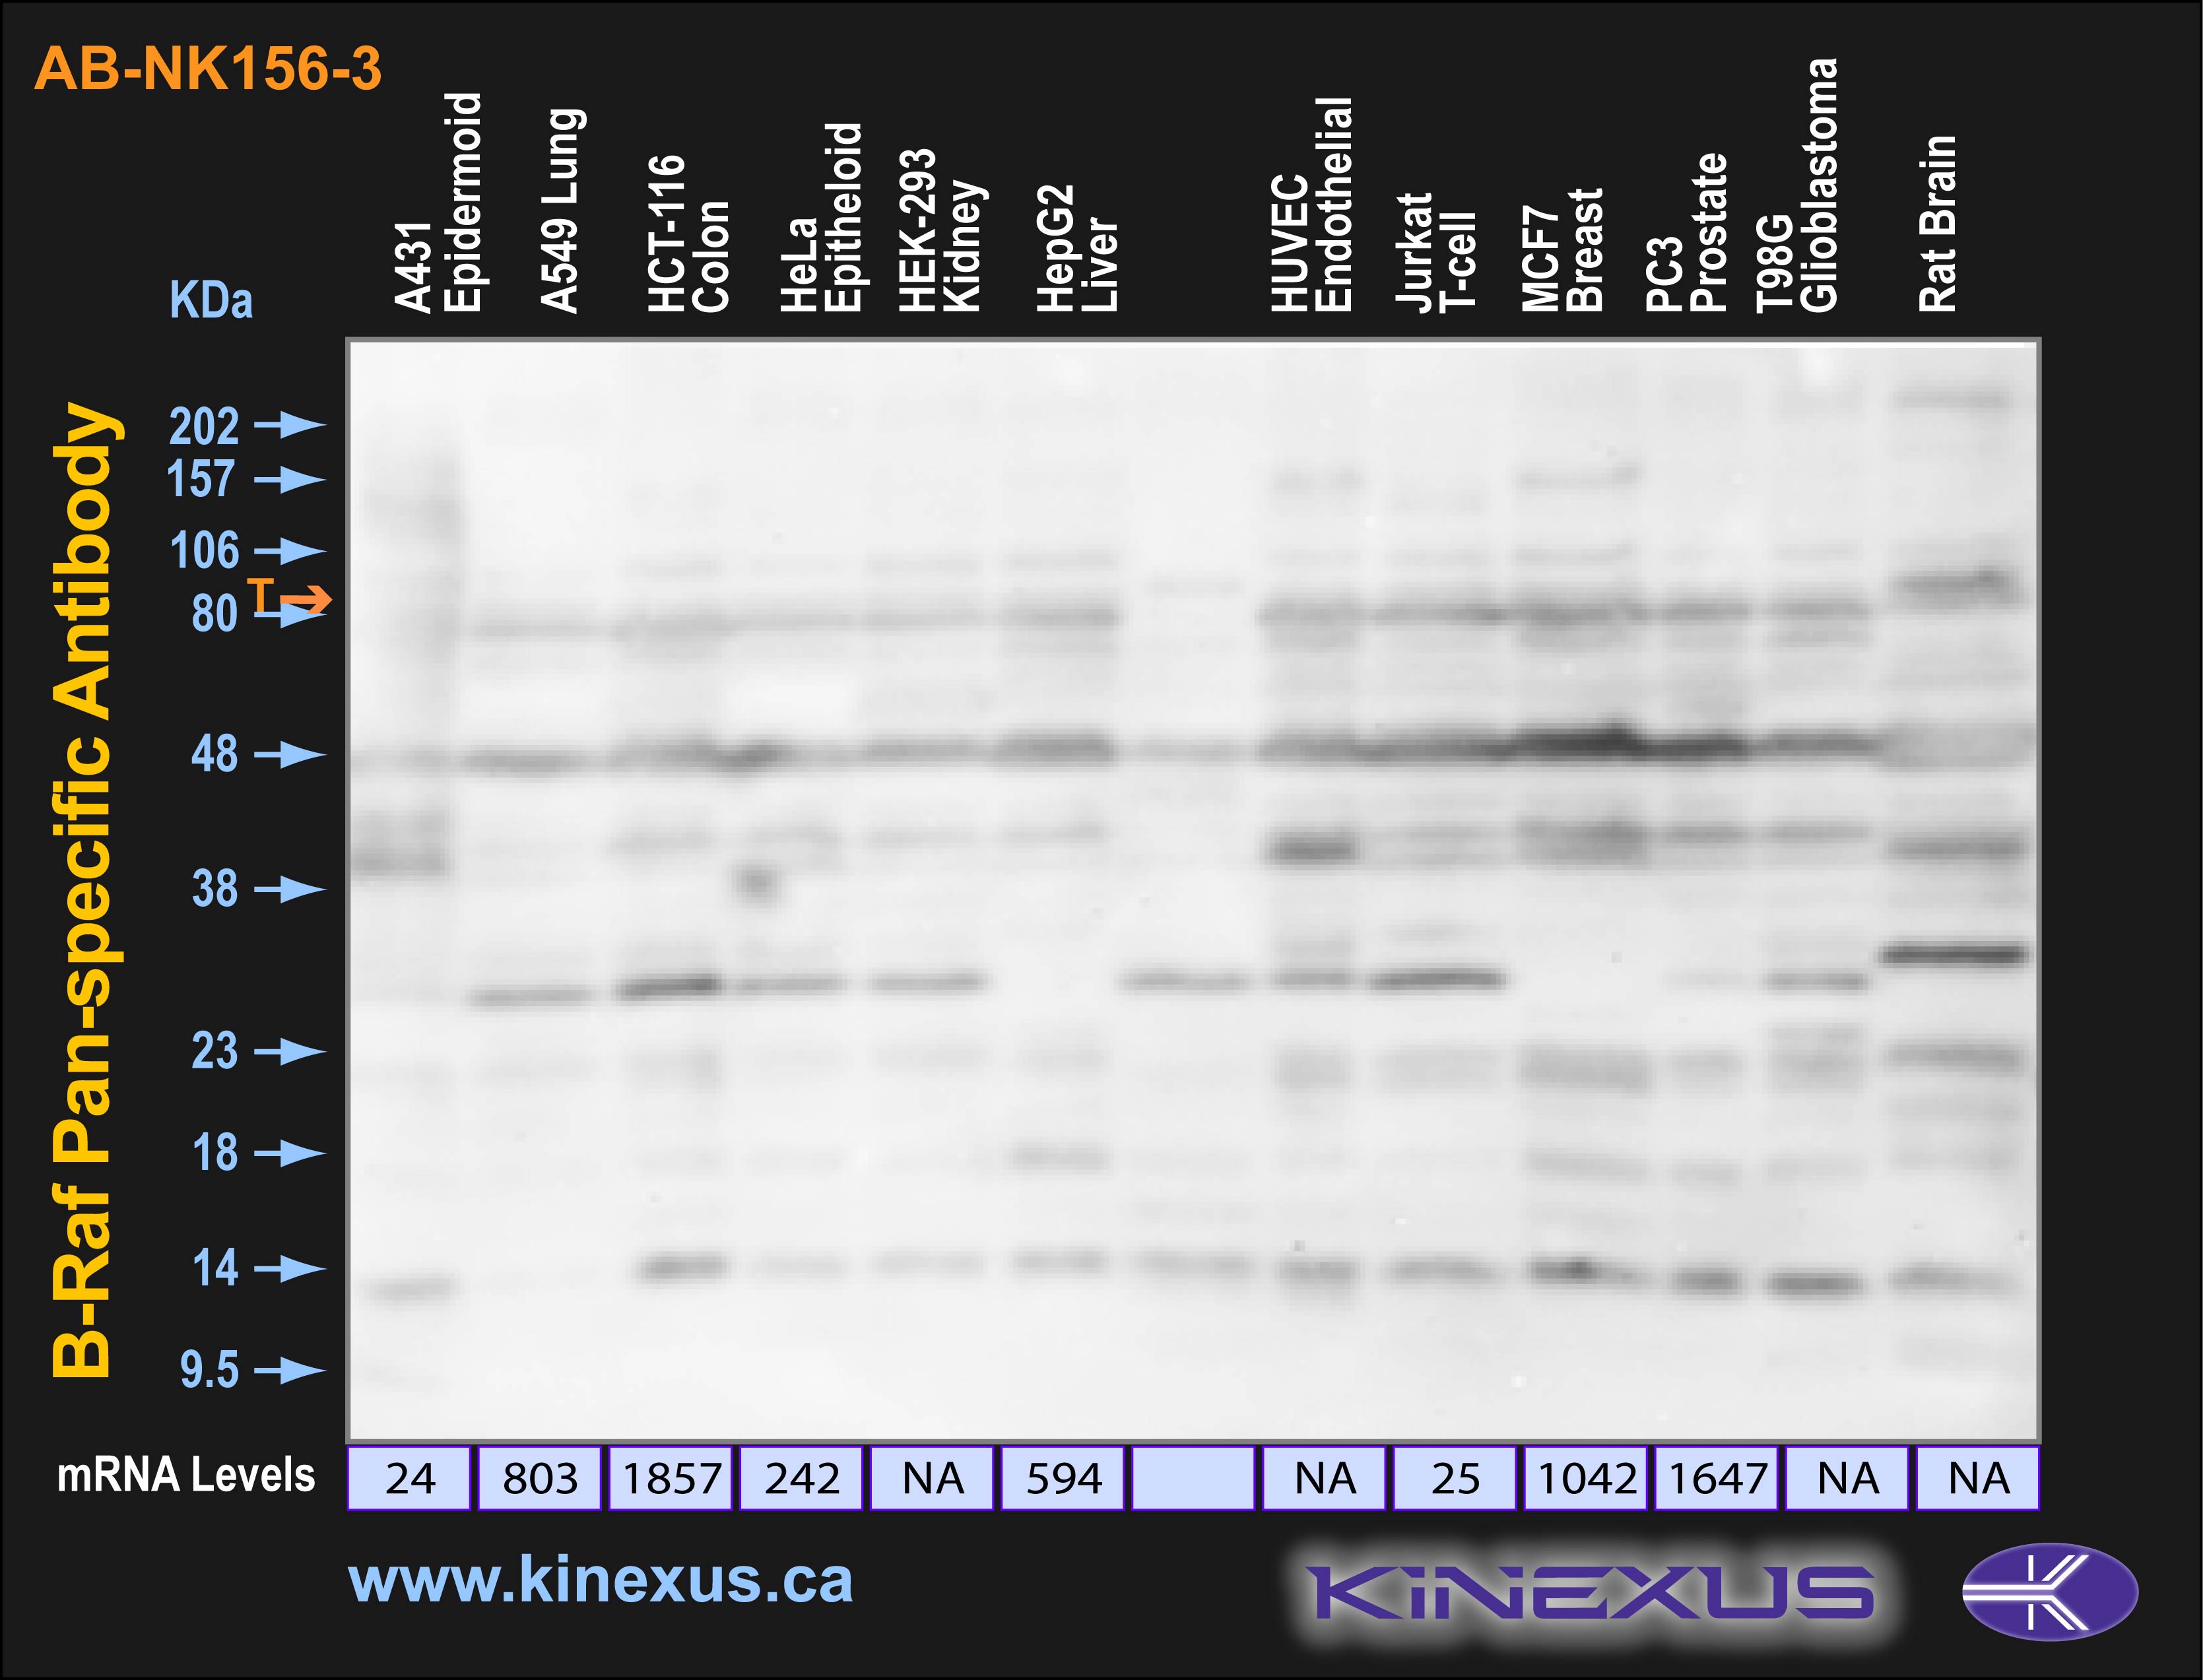 AB-NK156-3
A431
Epidermoid
A549 Lung
HCT-116
Colon
HeLa
Epitheloid
HEK-293
Kidney
HepG2
Liver
HUVEC
Endothelial
Jurkat
T-cell
MCF7
Breast
PC3
Prostate
T98G
Glioblastoma
Rat Brain
KDa
B-Raf Pan-specific Antibody
202
157
106
T
80
48
38
23
18
14
9.5
mRNA Levels 24 803 1857 242 NA 594 NA 25 1042 1647 NA NA
www.kinexus.ca
KiNEXUS
K